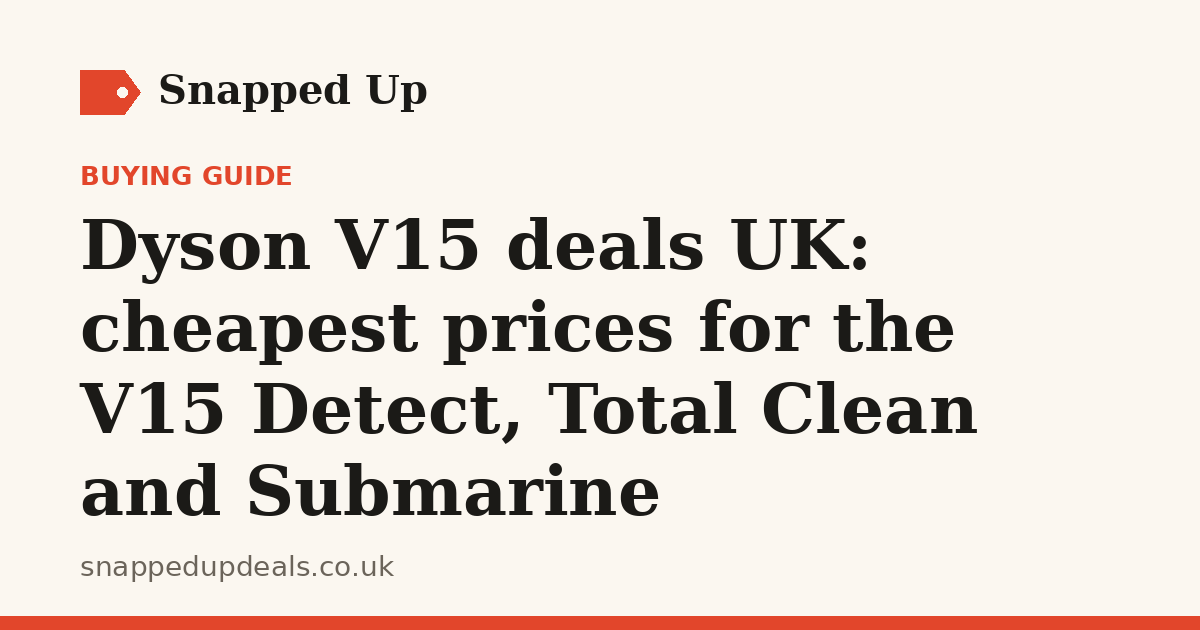 Snapped Up
BUYING GUIDE
Dyson V15 deals UK:
cheapest prices for the
V15 Detect, Total Clean
and Submarine
snappedupdeals.co.uk